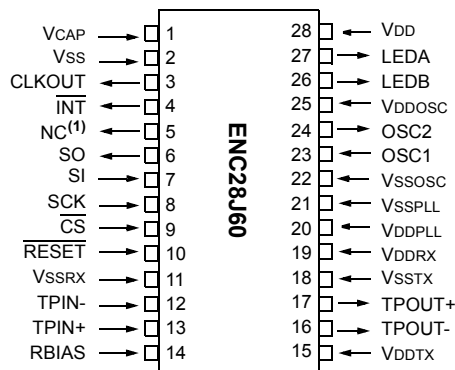 VCAP 1
VSS 2
CLKOUT 3
INT 4
NC(1) 5
SO 6
SI 7
SCK 8
CS 9
RESET 10
VSSRX 11
TPIN- 12
TPIN+ 13
RBIAS 14
ENC28J60
28 VDD
27 LEDA
26 LEDB
25 VDDOSC
24 OSC2
23 OSC1
22 VSSOSC
21 VSSPLL
20 VDDPLL
19 VDDRX
18 VSSTX
17 TPOUT+
16 TPOUT-
15 VDDTX